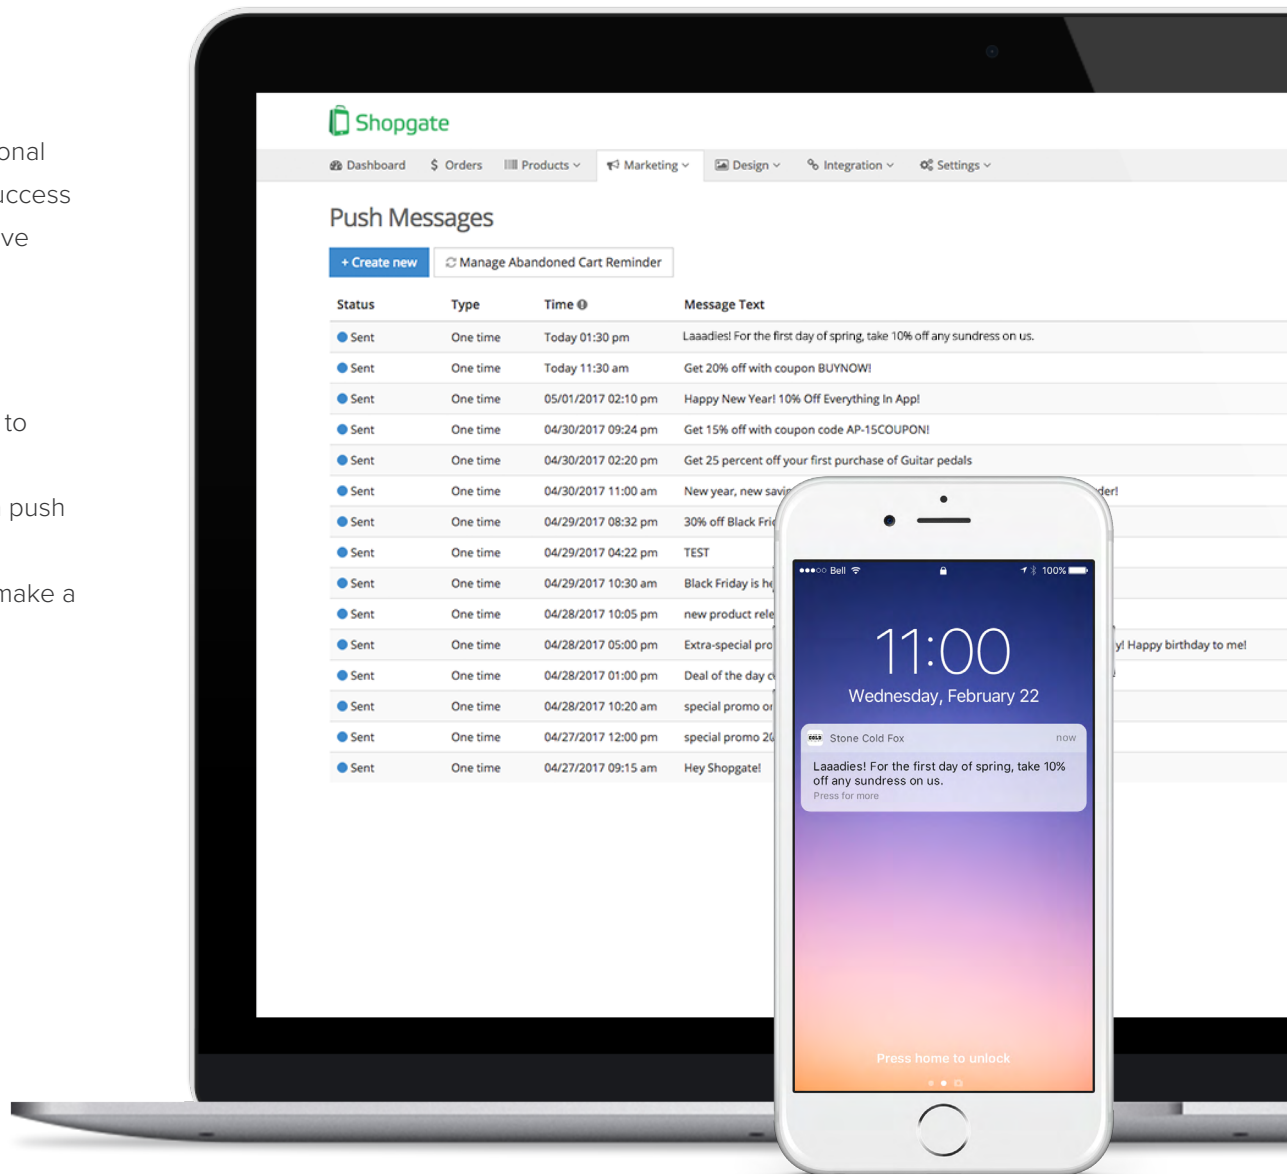 onal
uccess
ve
to
push
make a
Shopgate
Dashboard $ Orders Products Marketing Design Integration Settings
Push Messages
+ Create new Manage Abandoned Cart Reminder
Status Type Time Message Text
Sent One time Today 01:30 pm Laaadies! For the first day of spring, take 10% off any sundress on us.
Sent One time Today 11:30 am Get 20% off with coupon BUYNOW!
Sent One time 05/01/2017 02:10 pm Happy New Year! 10% Off Everything In App!
Sent One time 04/30/2017 09:24 pm Get 15% off with coupon code AP-15COUPON!
Sent One time 04/30/2017 02:20 pm Get 25 percent off your first purchase of Guitar pedals
Sent One time 04/30/2017 11:00 am New year, new savin der!
Sent One time 04/29/2017 08:32 pm 30% off Black Fri
Sent One time 04/29/2017 04:22 pm TEST
Sent One time 04/29/2017 10:30 am Black Friday is he
Sent One time 04/28/2017 10:05 pm new product rele
Sent One time 04/28/2017 05:00 pm Extra-special pro y! Happy birthday to me!
Sent One time 04/28/2017 01:00 pm Deal of the day
Sent One time 04/28/2017 10:20 am special promo on
Sent One time 04/27/2017 12:00 pm special promo 20
Sent One time 04/27/2017 09:15 am Hey Shopgate!
Bell 100%
11:00
Wednesday, February 22
Stone Cold Fox now
Laaadies! For the first day of spring, take 10%
off any sundress on us.
Press for more
Press home to unlock